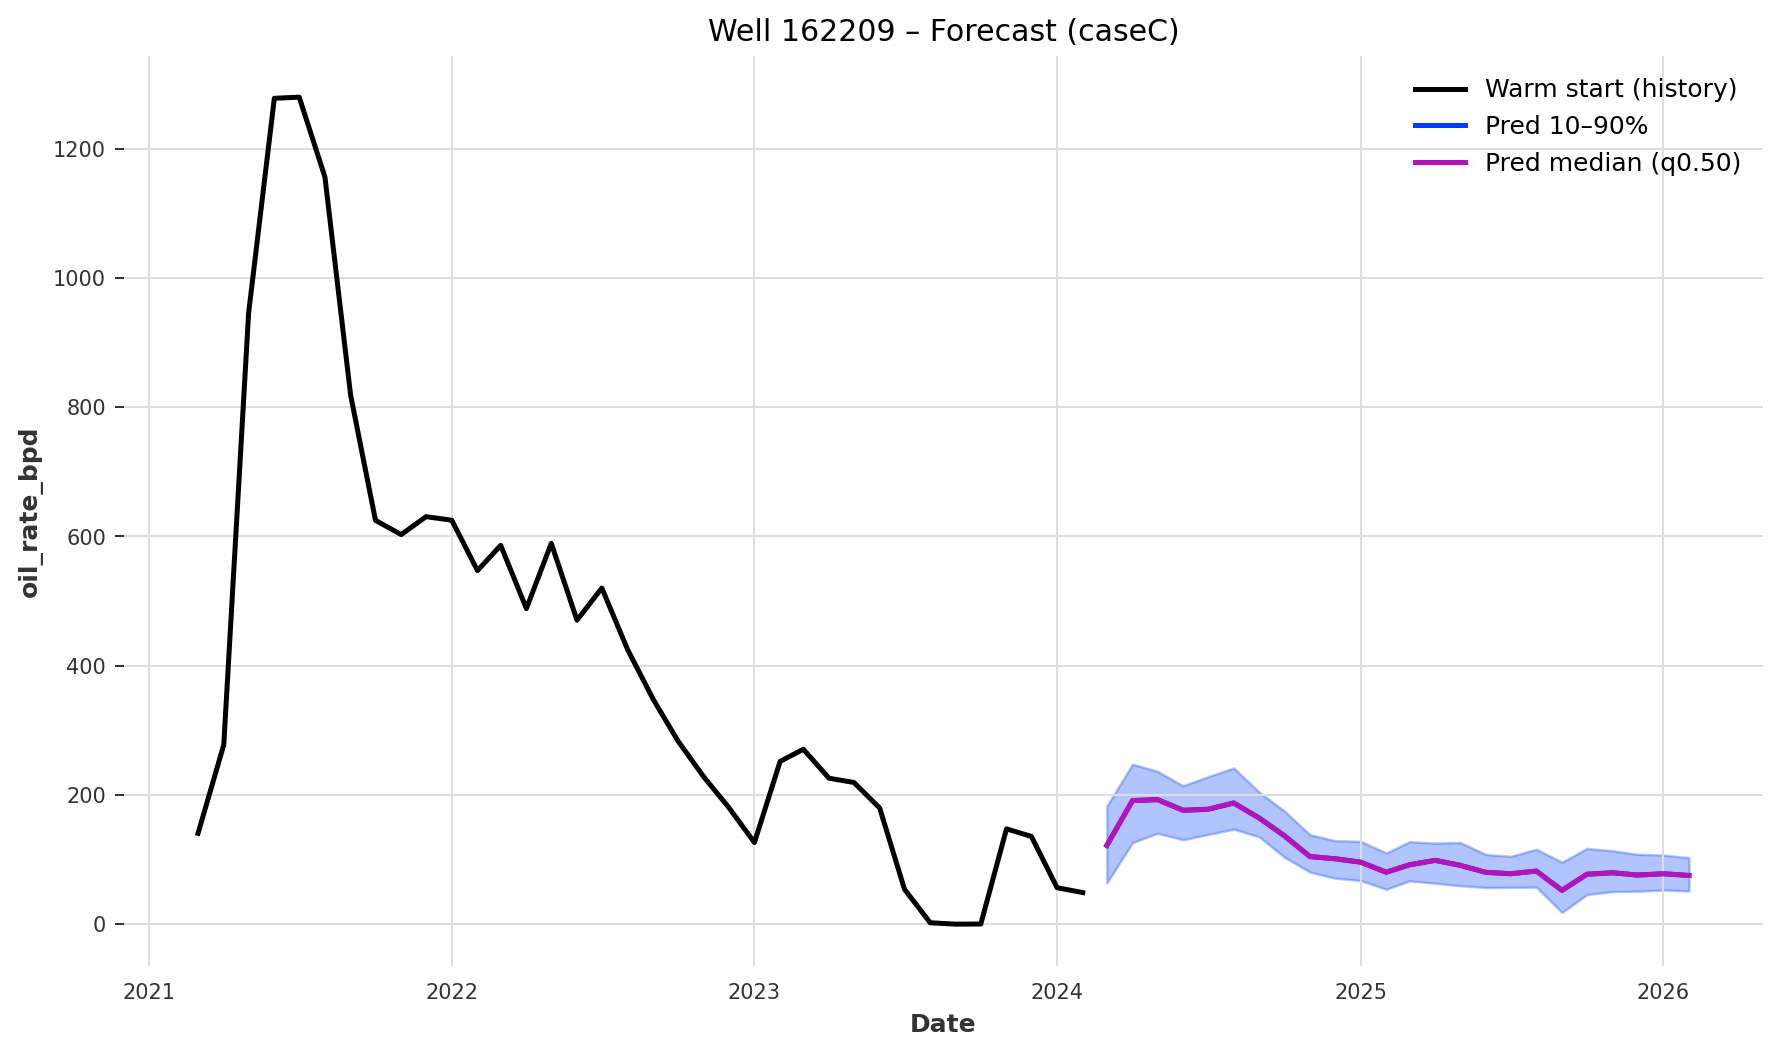 Well 162209 – Forecast (caseC)
Warm start (history)
Pred 10–90%
Pred median (q0.50)
oil_rate_bpd
1200
1000
800
600
400
200
0
2021 2022 2023 2024 2025 2026
Date